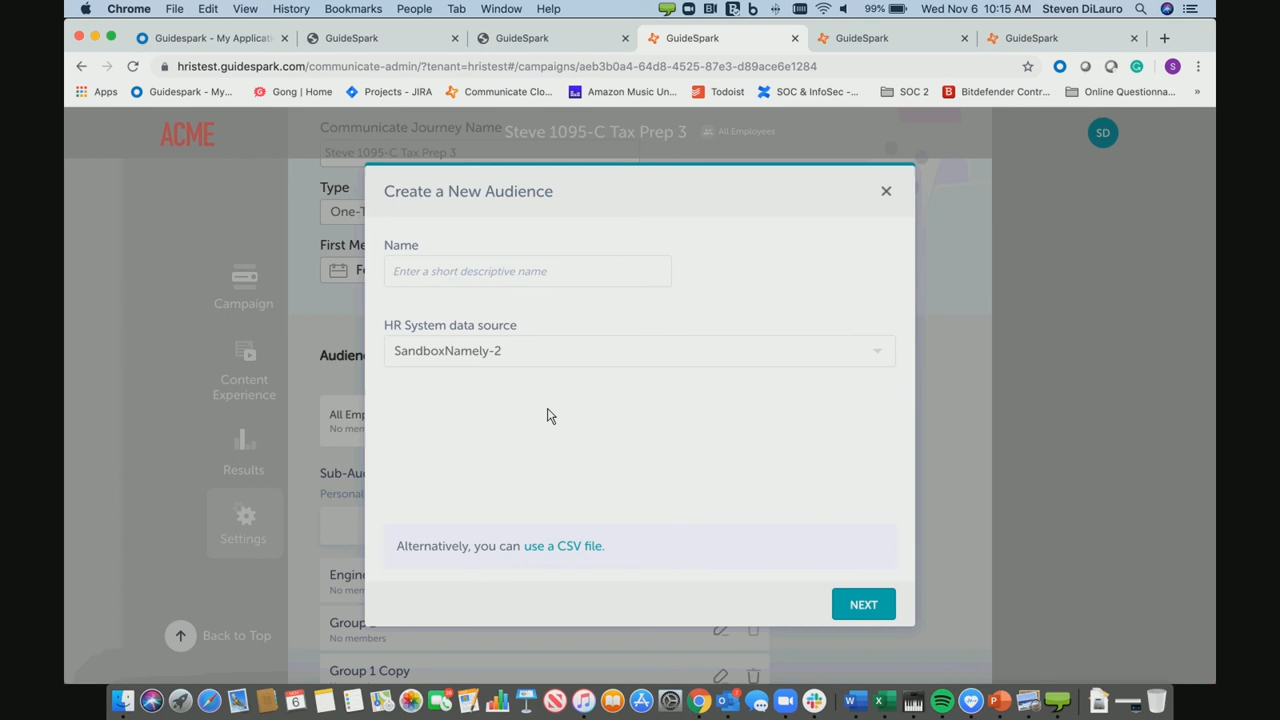 Chrome File Edit View History Bookmarks People Tab Window Help 99% Wed Nov 6 10:15 AM Steven DiLauro
Guidespark - My Applicati GuideSpark GuideSpark GuideSpark GuideSpark GuideSpark
hristest.guidespark.com/communicate-admin/?tenant=hristest#/campaigns/aeb3b0a4-64d8-4525-87e3-d89ace6e1284
Apps Guidespark - My... Gong | Home Projects - JIRA Communicate Clo... Amazon Music Un... Todoist SOC & InfoSec -... SOC 2 Bitdefender Contr... Online Questionna... »
ACME Communicate Journey Name Steve 1095-C Tax Prep 3 All Employees SD
Steve 1095-C Tax Prep 3
Type
One-T
First Me
Fe
Create a New Audience
Name
Enter a short descriptive name
HR System data source
SandboxNamely-2
Alternatively, you can use a CSV file.
NEXT
Campaign
Content
Experience
Results
Settings
Back to Top
Audien
All Emp
No mem
Sub-Au
Personal
Engine
No mem
Group
No members
Group 1 Copy